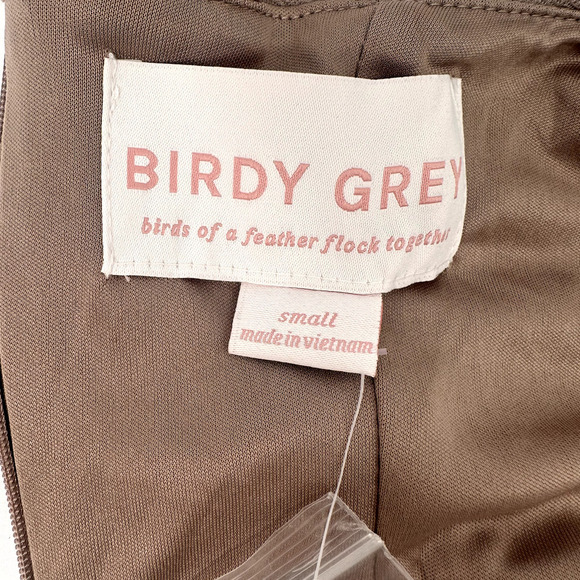 BIRDY GREY
birds of a feather flock together
small
made in vietnam